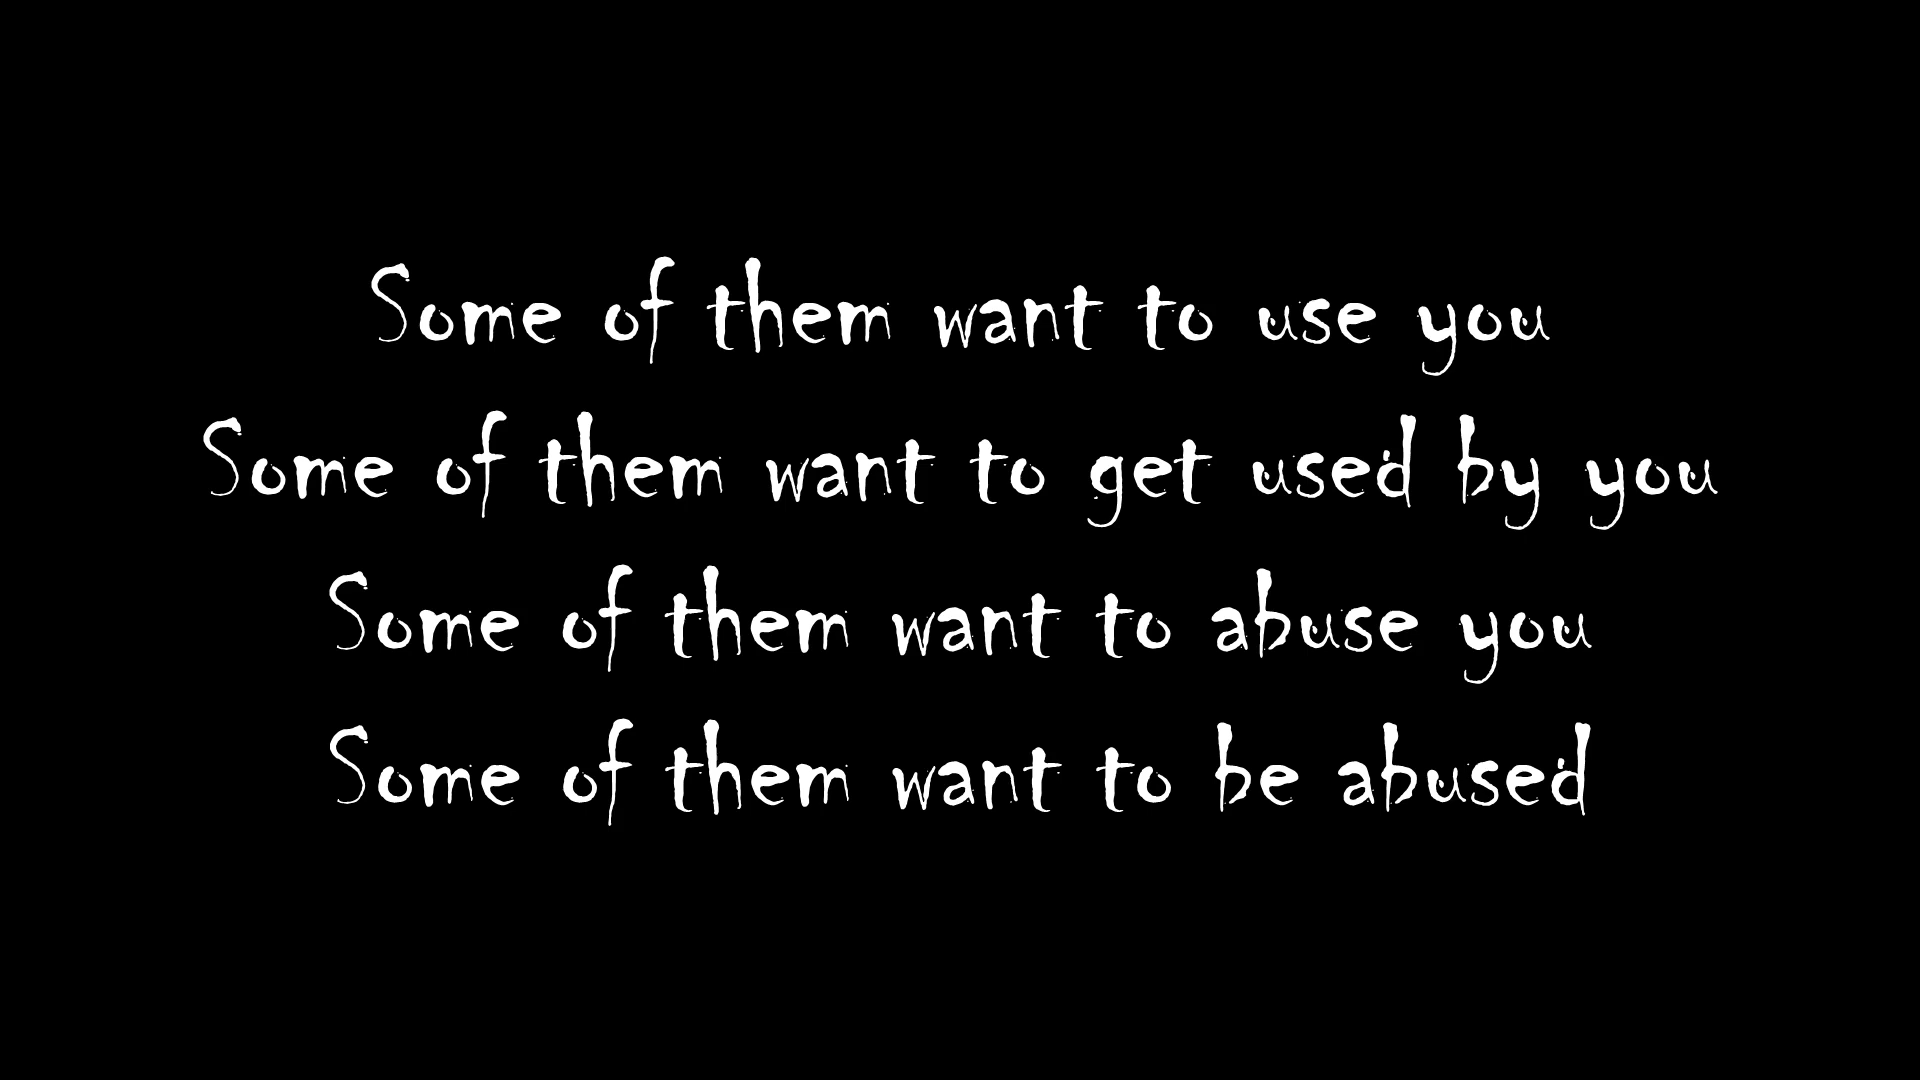 Some of them want to use you
Some of them want to get used by you
Some of them want to abuse you
Some of them want to be abused